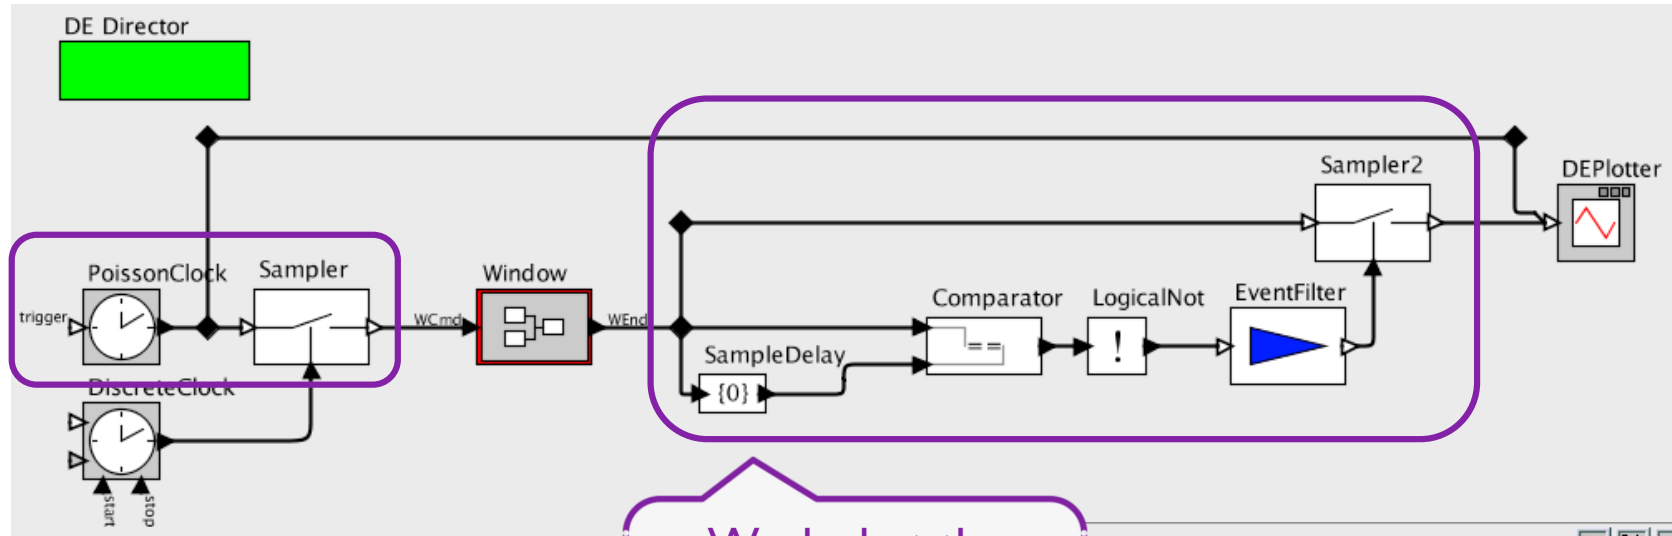 DE Director
Sampler2
DEPlotter
PoissonClock
Sampler
Window
Comparator
LogicalNot
EventFilter
trigger
WCmd
WEnd
SampleDelay
==
!
{0}
DiscreteClock
start
stop